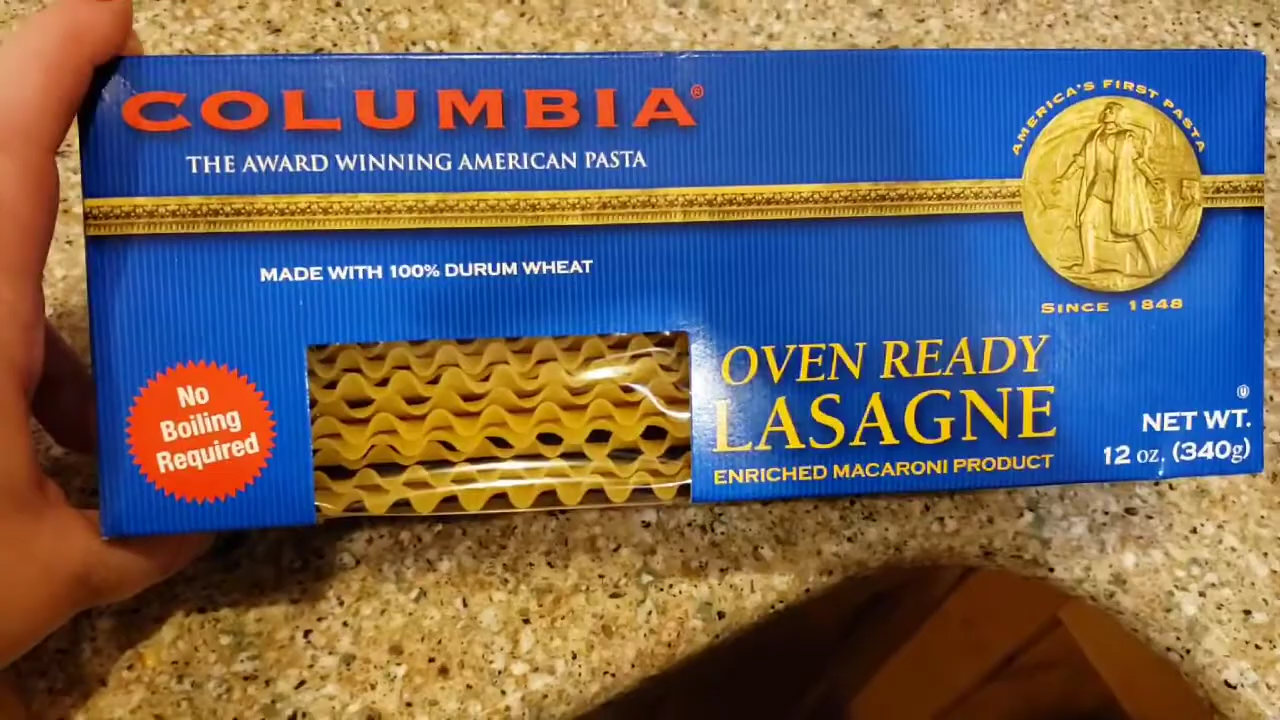 COLUMBIA®
THE AWARD WINNING AMERICAN PASTA
AMERICA'S FIRST PASTA
SINCE 1848
MADE WITH 100% DURUM WHEAT
No
Boiling
Required
OVEN READY
LASAGNE
ENRICHED MACARONI PRODUCT
U
NET WT.
12 oz. (340g)